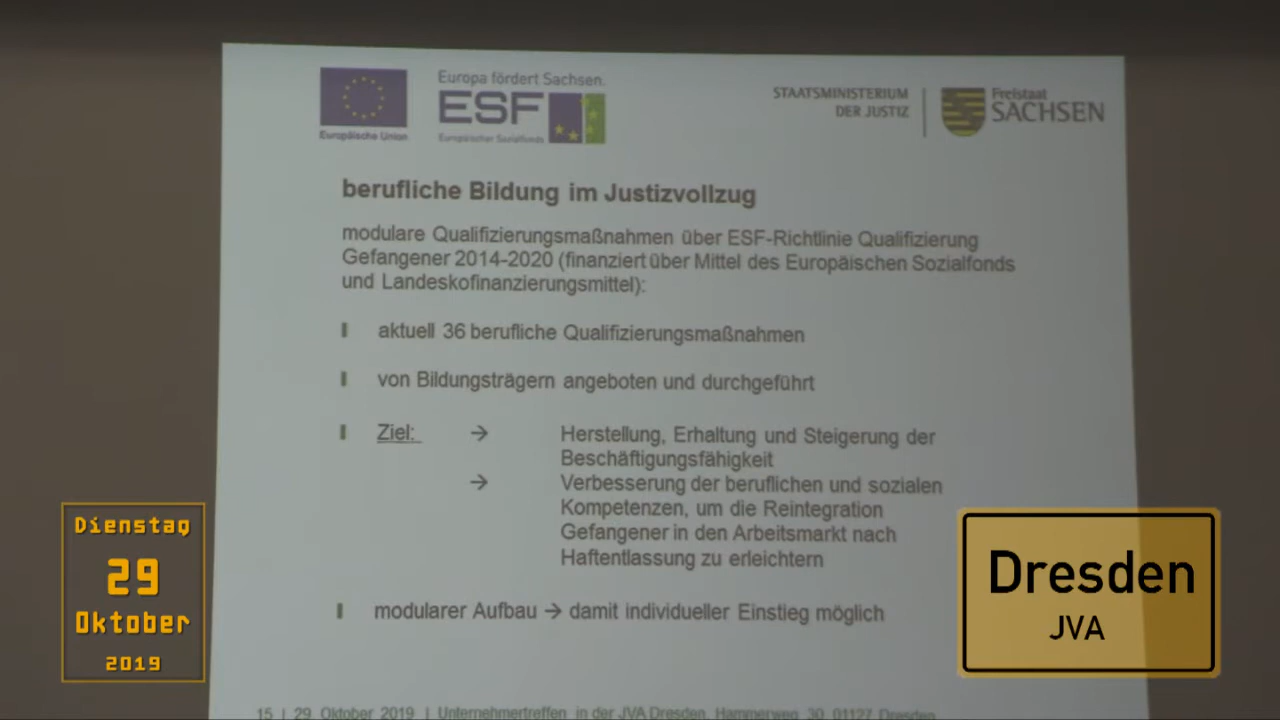 Europa fördert Sachsen.
ESF
Europäische Union
Europäischer Sozialfonds
STAATSMINISTERIUM
DER JUSTIZ
Freistaat
SACHSEN
berufliche Bildung im Justizvollzug
modulare Qualifizierungsmaßnahmen über ESF-Richtlinie Qualifizierung
Gefangener 2014-2020 (finanziert über Mittel des Europäischen Sozialfonds
und Landeskofinanzierungsmittel):
aktuell 36 berufliche Qualifizierungsmaßnahmen
von Bildungsträgern angeboten und durchgeführt
Ziel: → Herstellung, Erhaltung und Steigerung der
Beschäftigungsfähigkeit
→ Verbesserung der beruflichen und sozialen
Kompetenzen, um die Reintegration
Gefangener in den Arbeitsmarkt nach
Haftentlassung zu erleichtern
modularer Aufbau → damit individueller Einstieg möglich
15 | 29. Oktober 2019 | Unternehmertreffen in der JVA Dresden, Hammerweg 30, 01127 Dresden
Dienstag
29
Oktober
2019
Dresden
JVA